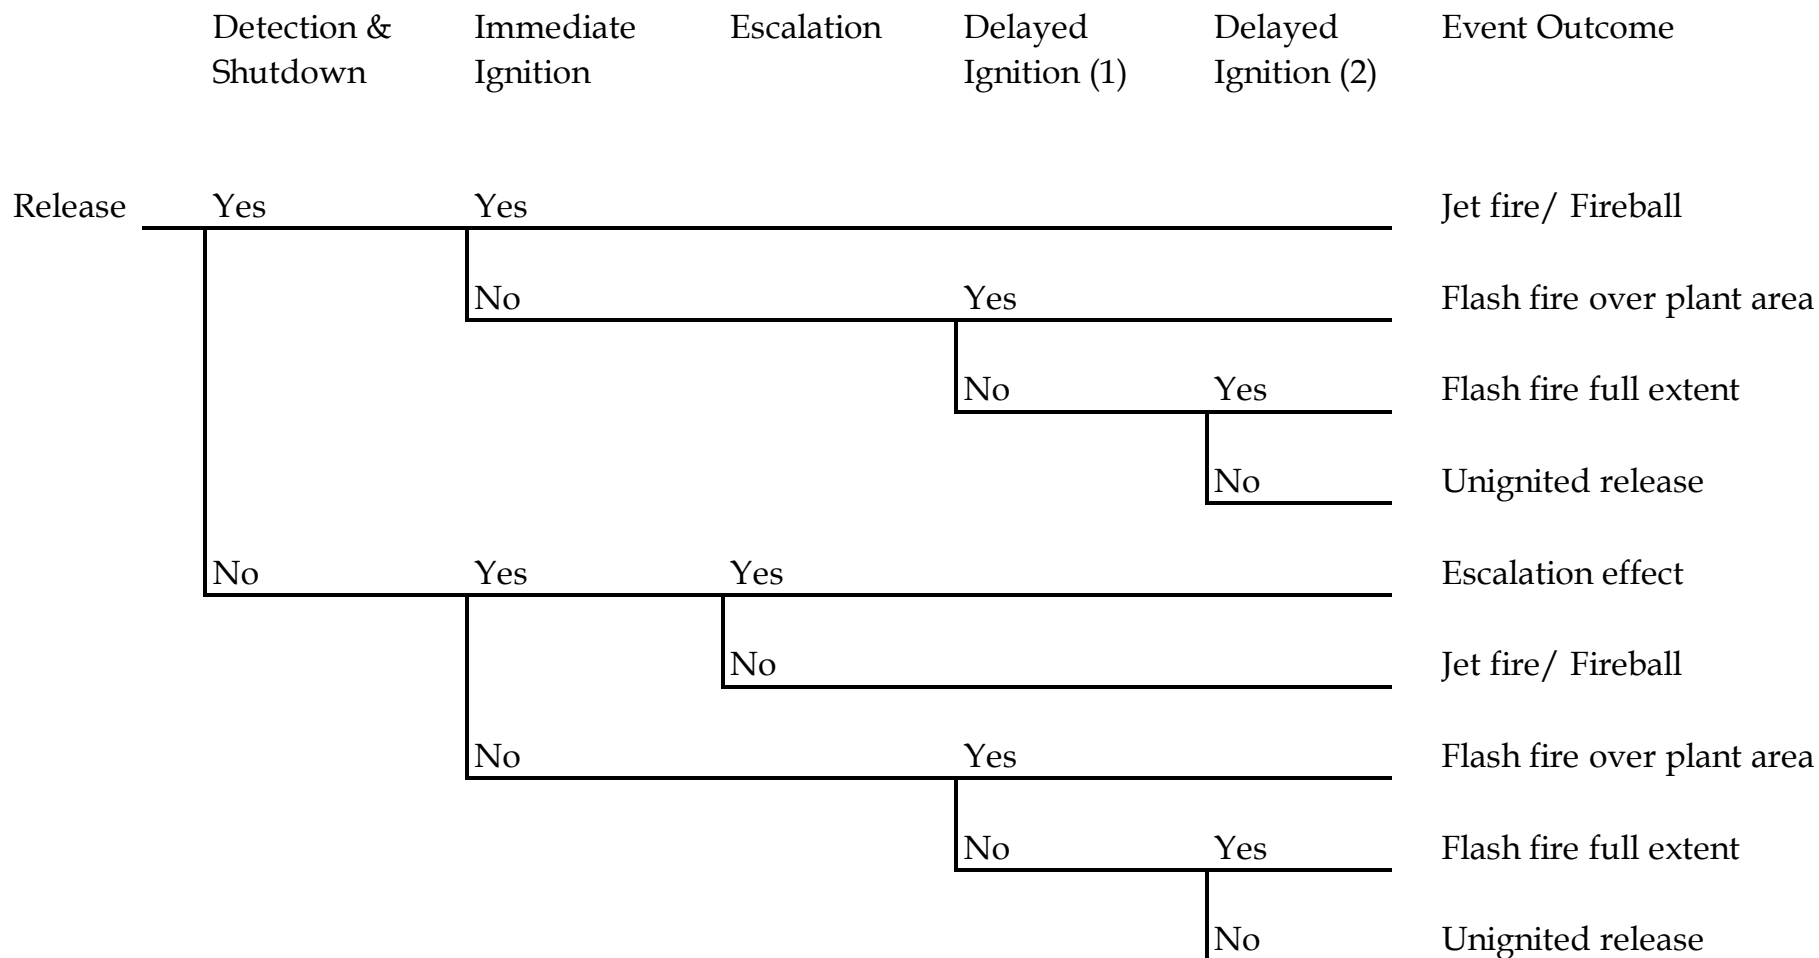 Detection & Immediate Escalation Delayed Delayed Event Outcome
Shutdown Ignition Ignition (1) Ignition (2)
Release Yes Yes Jet fire/ Fireball
No Yes Flash fire over plant area
No Yes Flash fire full extent
No Unignited release
No Yes Yes Escalation effect
No Jet fire/ Fireball
No Yes Flash fire over plant area
No Yes Flash fire full extent
No Unignited release